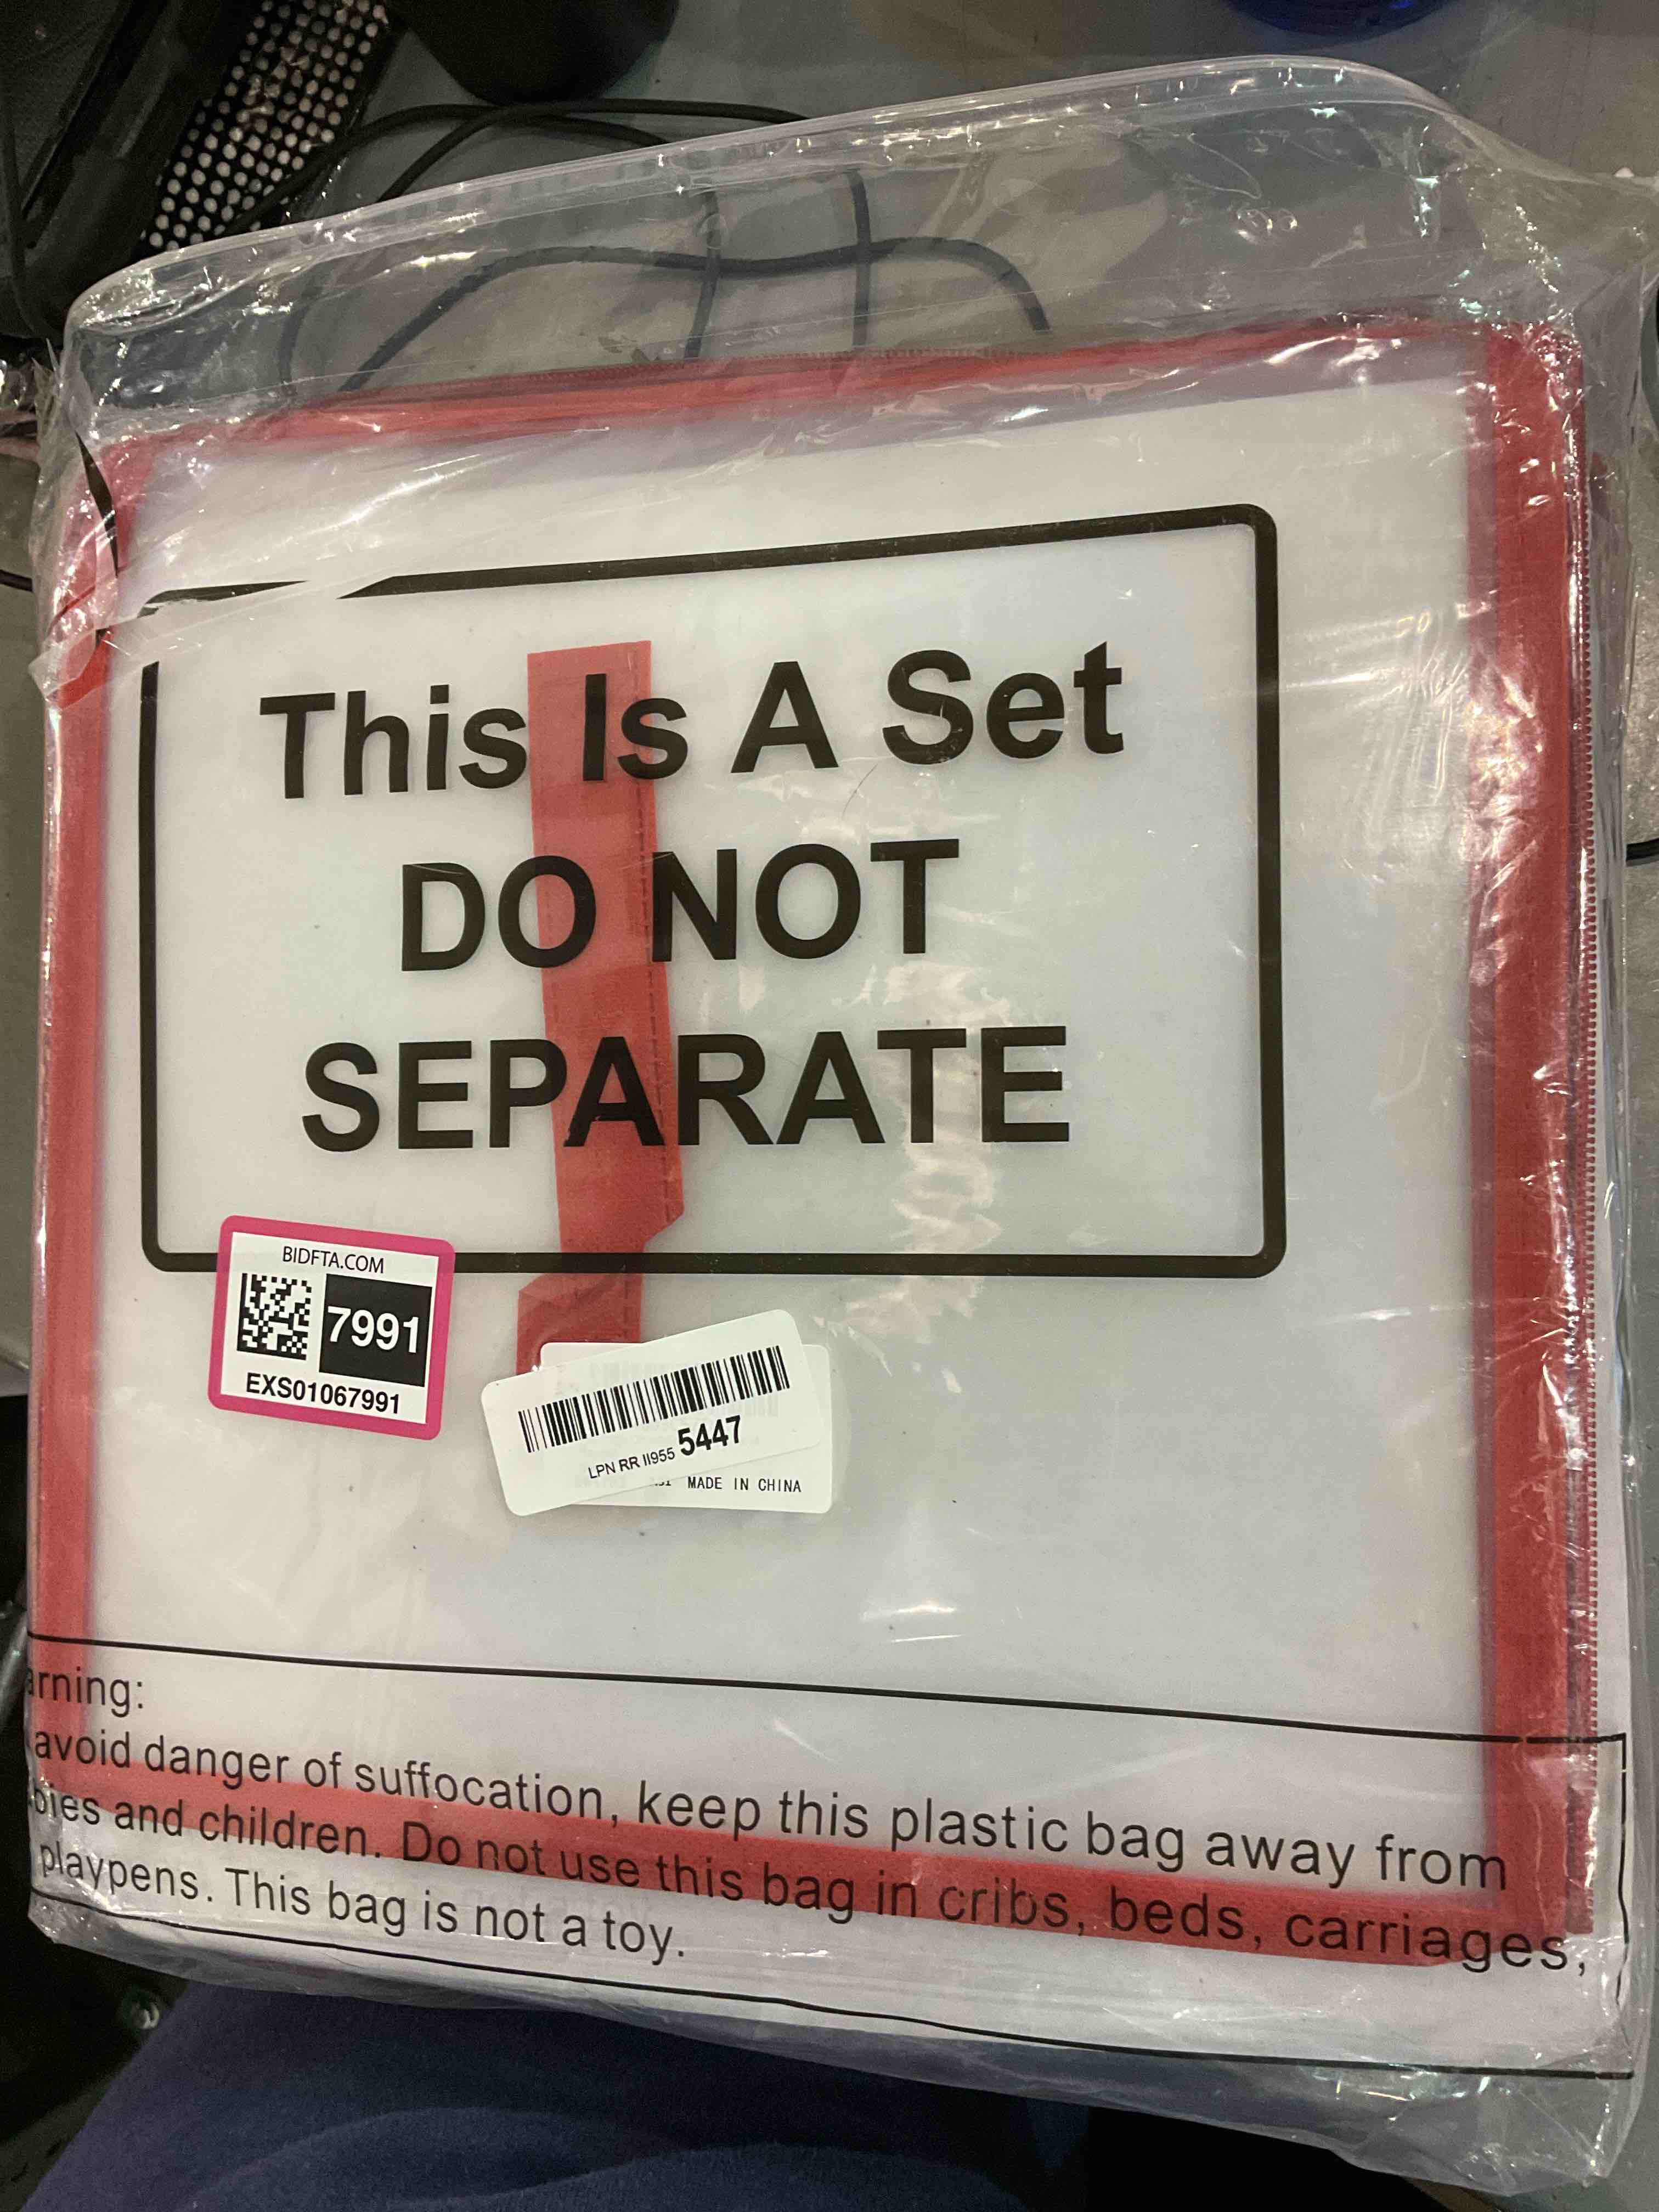 This Is A Set
DO NOT
SEPARATE
BIDFTA.COM
7991
EXS01067991
LPN RR II955 5447
MADE IN CHINA
arning:
avoid danger of suffocation, keep this plastic bag away from
bies and children. Do not use this bag in cribs, beds, carriages,
playpens. This bag is not a toy.